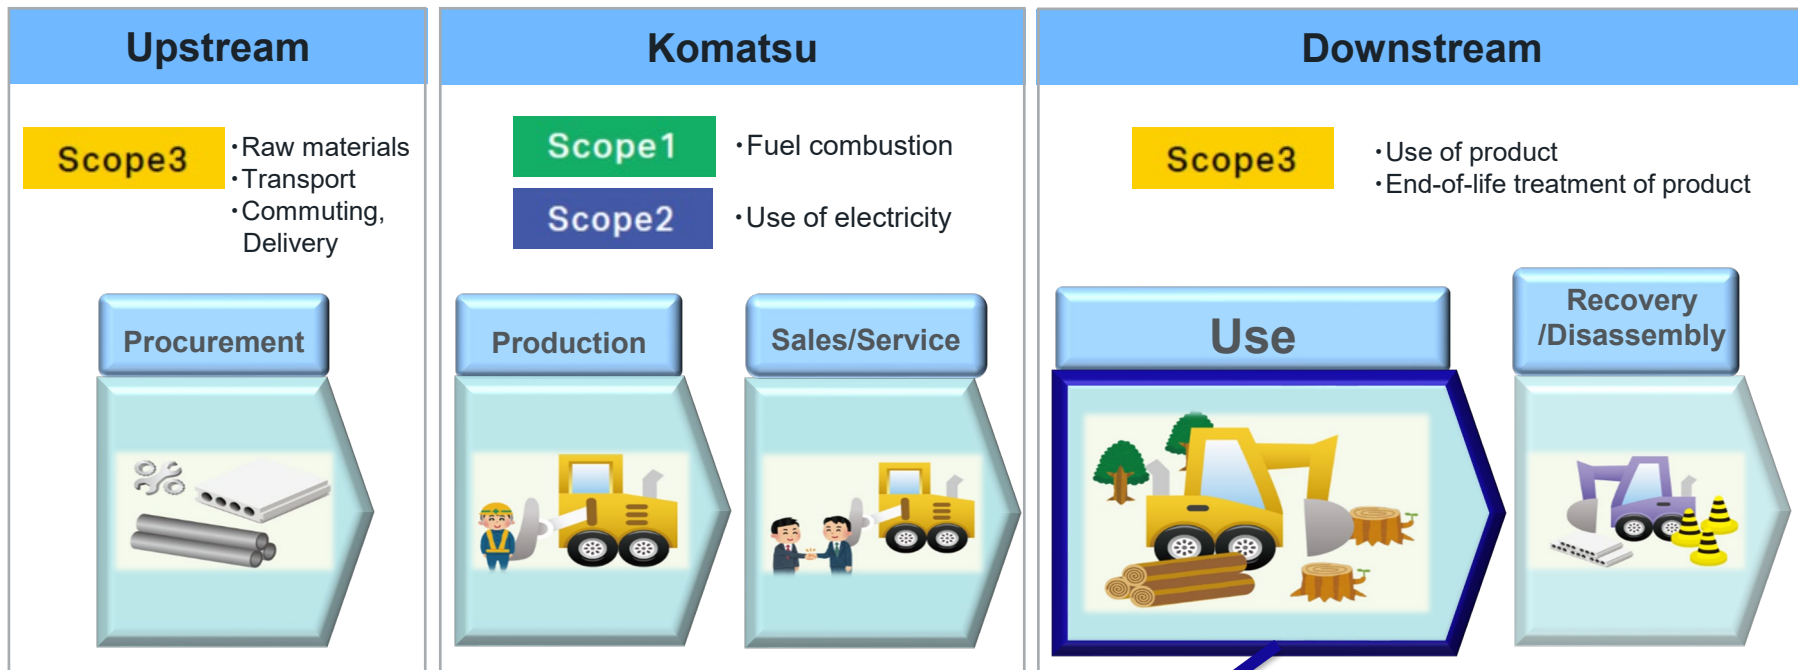 Upstream
Komatsu
Downstream
Scope3
・Raw materials
・Transport
・Commuting,
Delivery
Scope1
・Fuel combustion
Scope2
・Use of electricity
Scope3
・Use of product
・End-of-life treatment of product
Procurement
Production
Sales/Service
Use
Recovery
/Disassembly